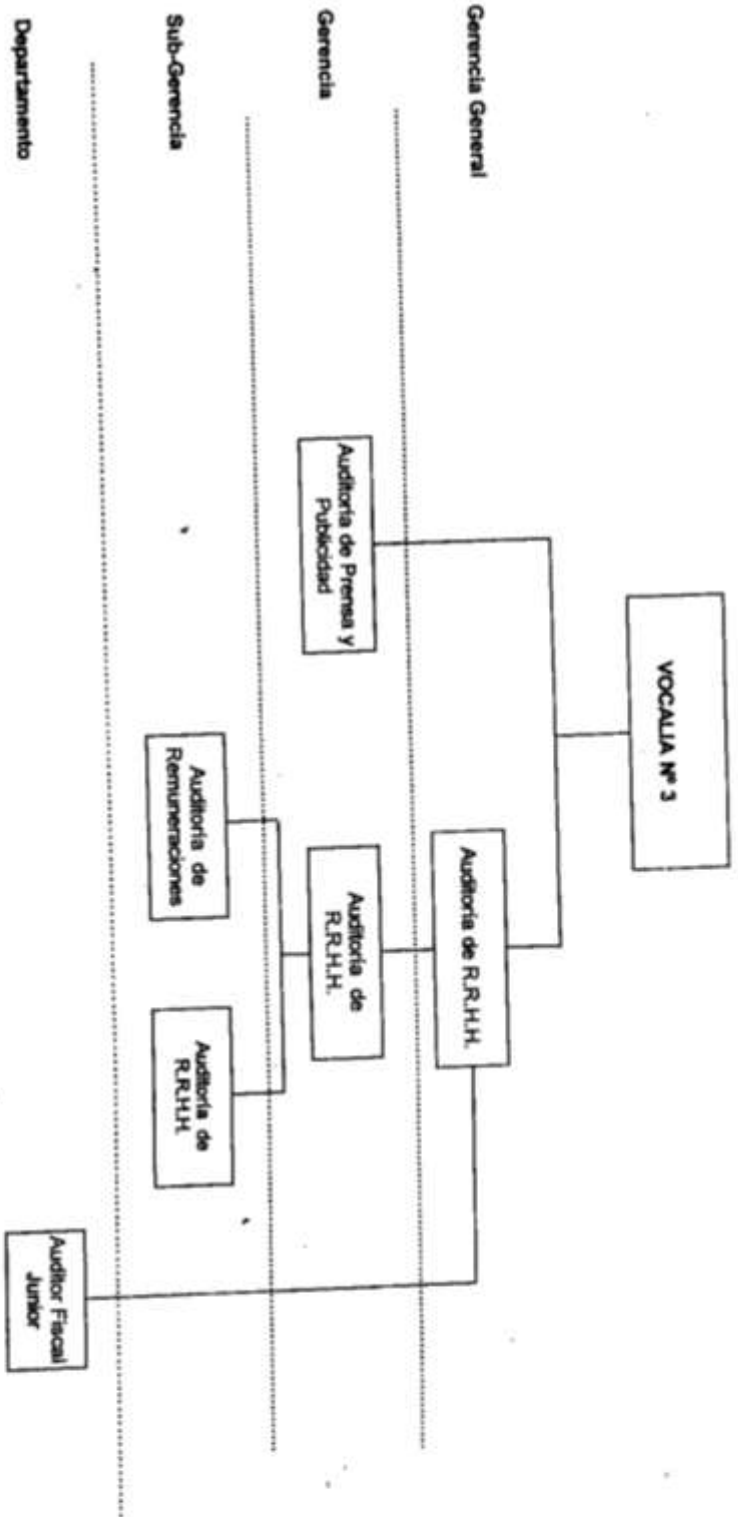 VOCALIA Nº 3
Gerencia General
Auditoría de R.R.H.H.
Gerencia
Auditoría de Prensa y
Publicidad
Auditoría de
R.R.H.H.
Sub-Gerencia
Auditoría de
Remuneraciones
Auditoría de
R.R.H.H.
Departamento
Auditor Fiscal
Junior